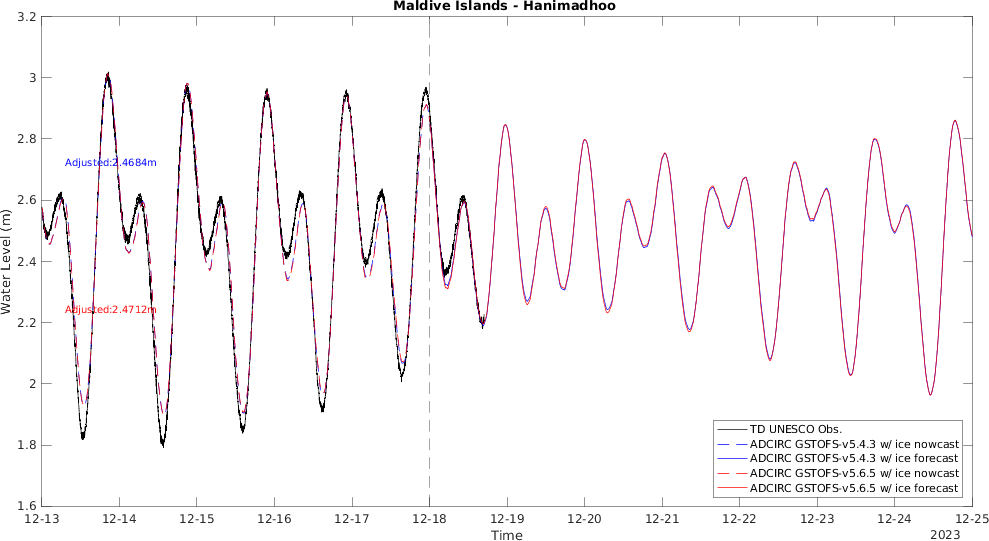 Maldive Islands - Hanimadhoo
3.2
3
2.8
2.6
2.4
2.2
2
1.8
1.6
Water Level (m)
Adjusted:2.4684m
Adjusted:2.4712m
TD UNESCO Obs.
ADCIRC GSTOFS-v5.4.3 w/ ice nowcast
ADCIRC GSTOFS-v5.4.3 w/ ice forecast
ADCIRC GSTOFS-v5.6.5 w/ ice nowcast
ADCIRC GSTOFS-v5.6.5 w/ ice forecast
12-13 12-14 12-15 12-16 12-17 12-18 12-19 12-20 12-21 12-22 12-23 12-24 12-25
Time
2023